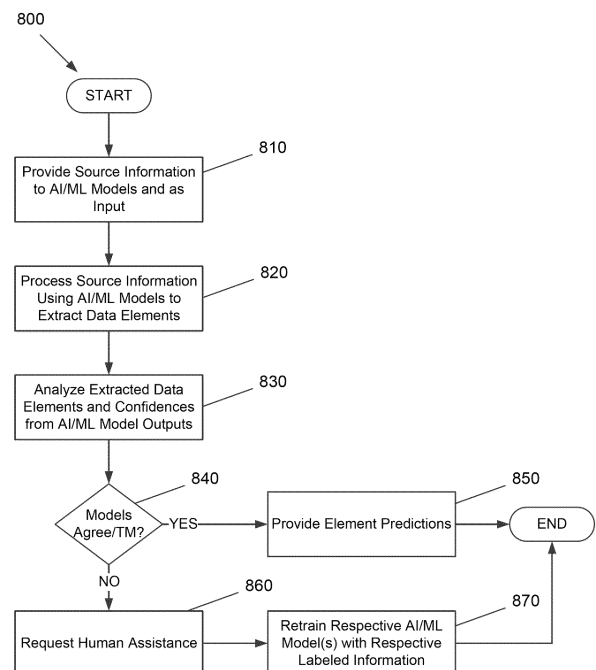 800
START
810
Provide Source Information
to AI/ML Models and as
Input
820
Process Source Information
Using AI/ML Models to
Extract Data Elements
830
Analyze Extracted Data
Elements and Confidences
from AI/ML Model Outputs
840
Models
Agree/TM?
YES
850
Provide Element Predictions
END
NO
860
Request Human Assistance
870
Retrain Respective AI/ML
Model(s) with Respective
Labeled Information